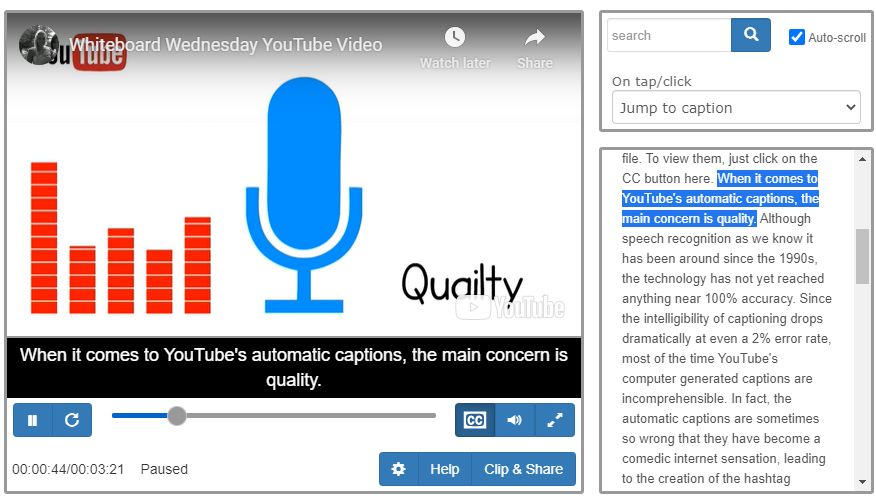 YouTube
Whiteboard Wednesday YouTube Video
Watch later
Share
Quailty
YouTube
When it comes to YouTube's automatic captions, the main concern is
quality.
CC
00:00:44/00:03:21 Paused
Help
Clip & Share
search
Auto-scroll
On tap/click
Jump to caption
file. To view them, just click on the
CC button here. When it comes to
YouTube's automatic captions, the
main concern is quality. Although
speech recognition as we know it
has been around since the 1990s,
the technology has not yet reached
anything near 100% accuracy. Since
the intelligibility of captioning drops
dramatically at even a 2% error rate,
most of the time YouTube's
computer generated captions are
incomprehensible. In fact, the
automatic captions are sometimes
so wrong that they have become a
comedic internet sensation, leading
to the creation of the hashtag